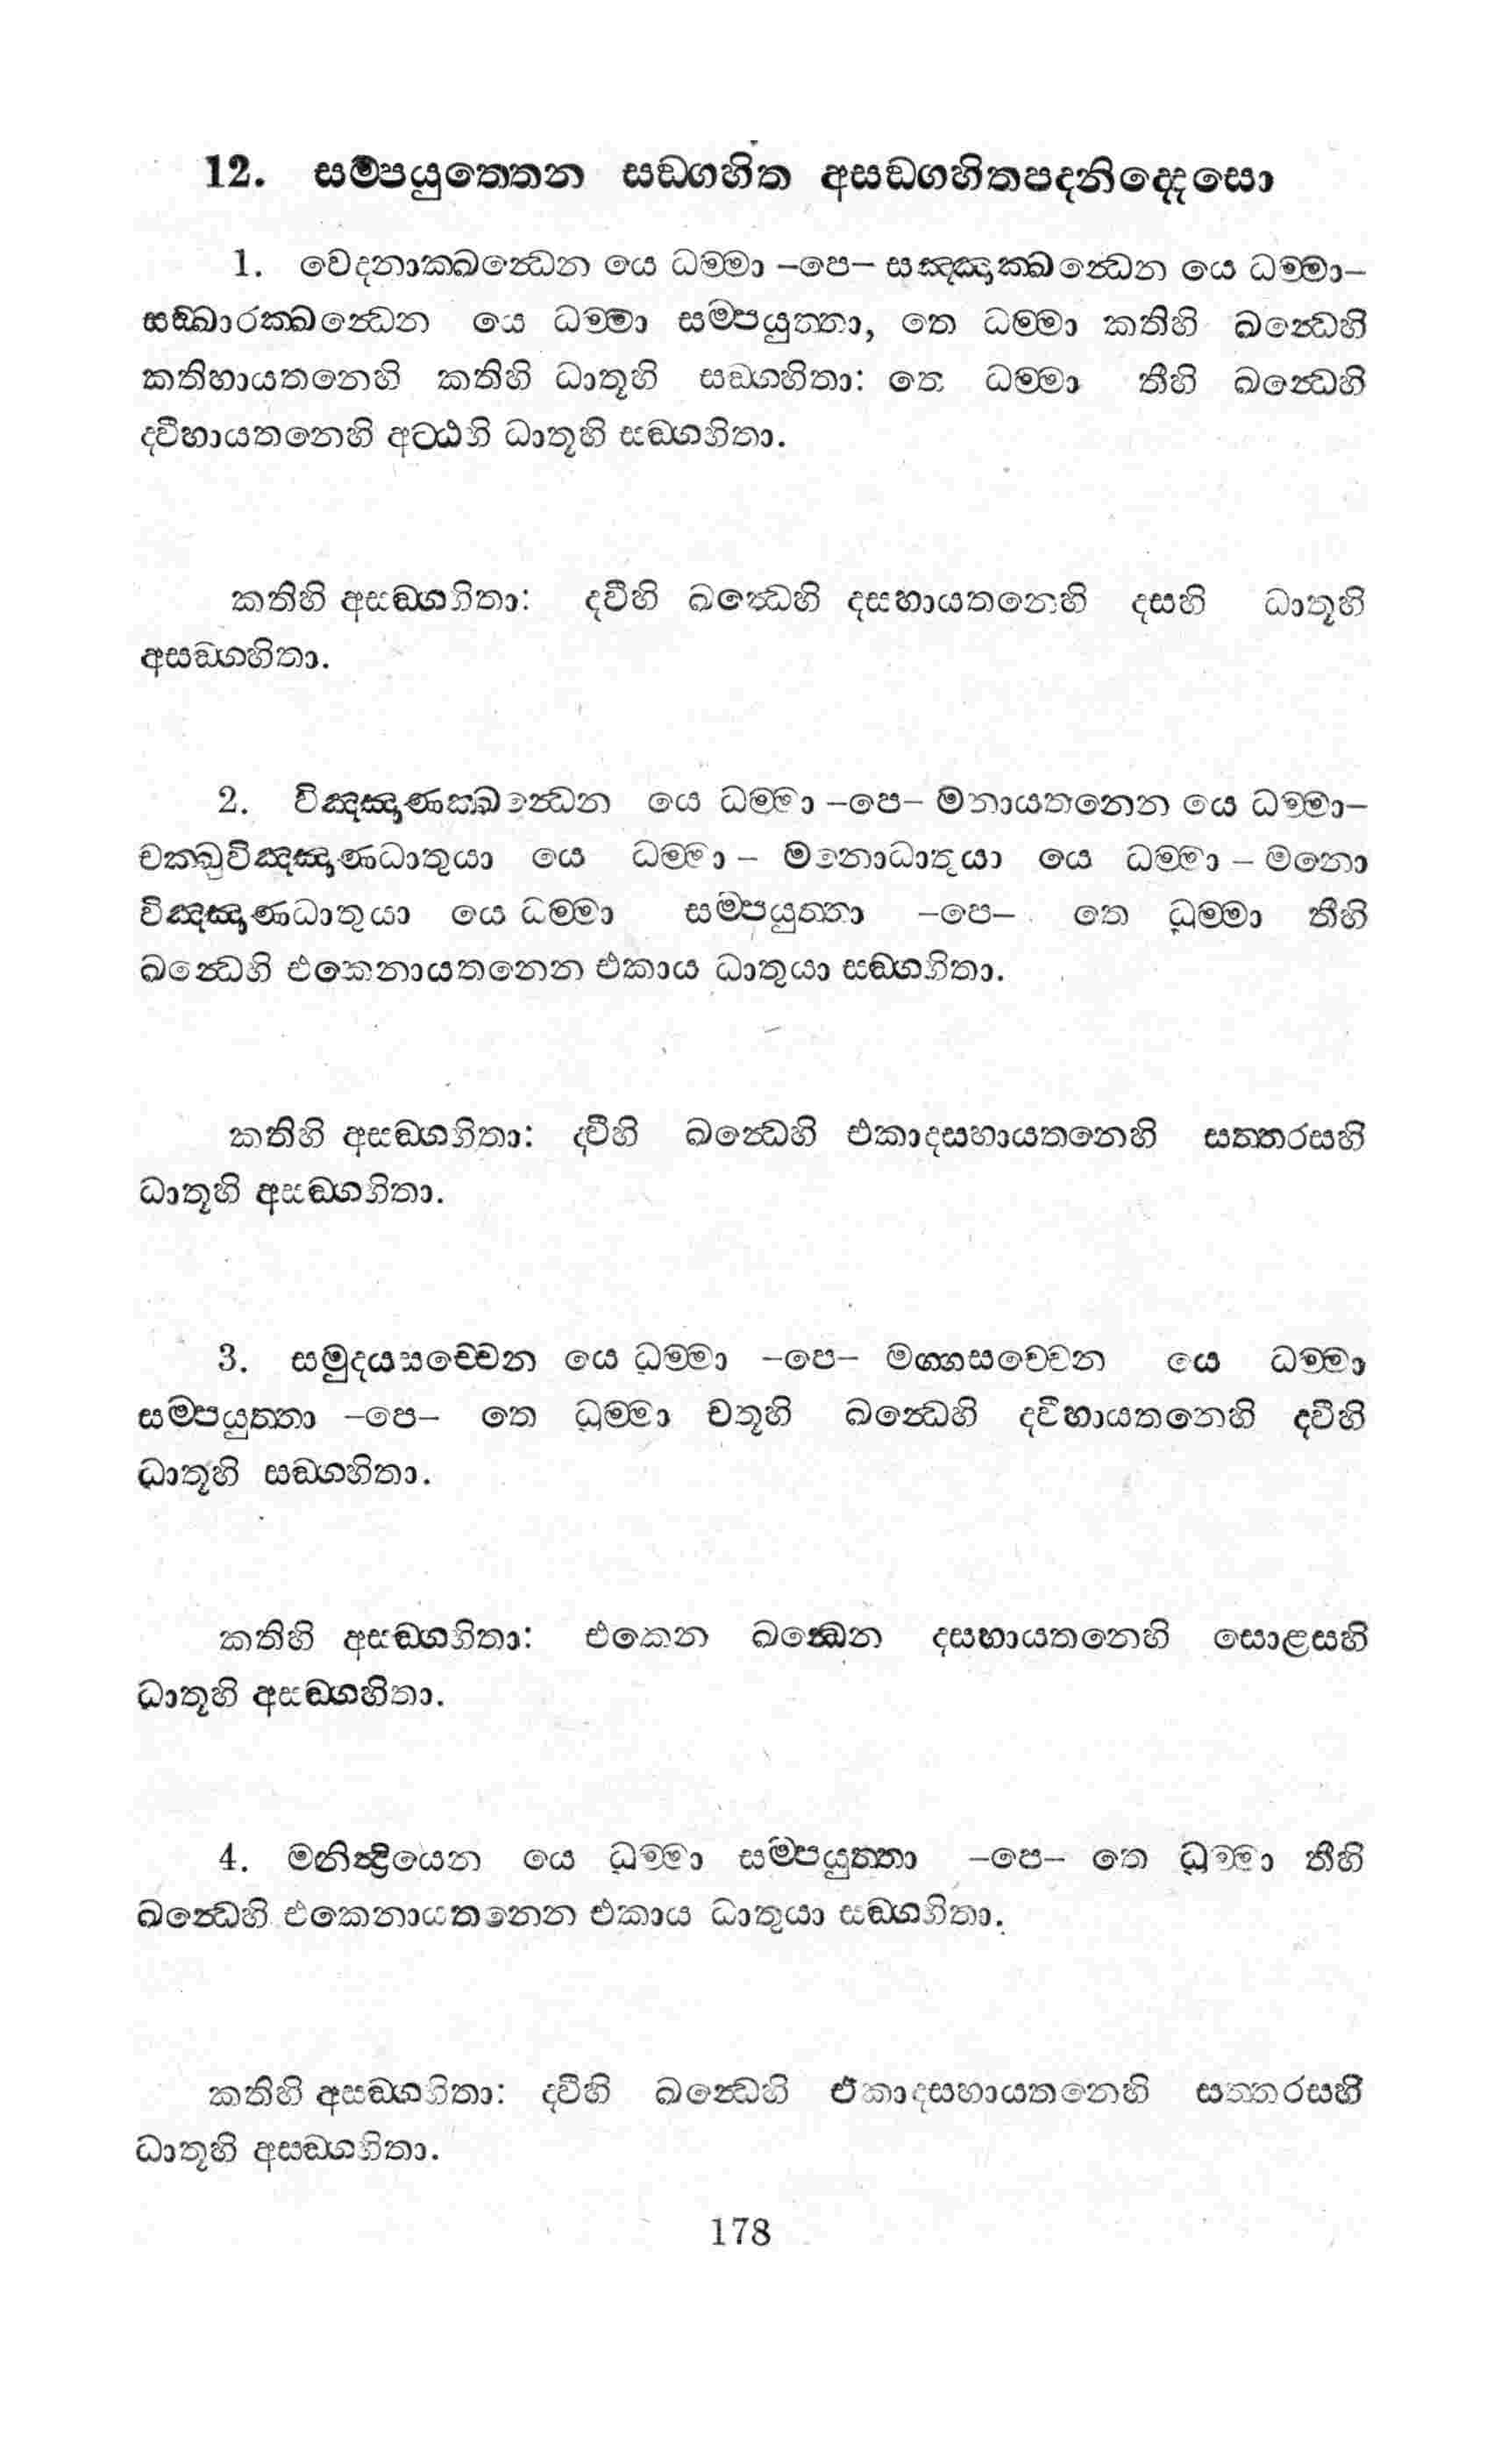 12. සම්පයුත්තෙන සඞ්ගහිත අසඞ්ගහිතපදනිද්දෙසො
1. වෙදනාක්ඛන්ධෙන යෙ ධම්මා –පෙ– සඤ්ඤාක්ඛන්ධෙන යෙ ධම්මා–
සඞ්ඛාරක්ඛන්ධෙන යෙ ධම්මා සම්පයුත්තා, තෙ ධම්මා කතිහි ඛන්ධෙහි
කතිහායතනෙහි කතිහි ධාතූහි සඞ්ගහිතා: තෙ ධම්මා තීහි ඛන්ධෙහි
ද්වීහායතනෙහි අට්ඨහි ධාතූහි සඞ්ගහිතා.
කතිහි අසඞ්ගහිතා: ද්වීහි ඛන්ධෙහි දසහායතනෙහි දසහි ධාතූහි
අසඞ්ගහිතා.
2. විඤ්ඤාණක්ඛන්ධෙන යෙ ධම්මා –පෙ– මනායතනෙන යෙ ධම්මා–
චක්ඛුවිඤ්ඤාණධාතුයා යෙ ධම්මා – මනොධාතුයා යෙ ධම්මා – මනො
විඤ්ඤාණධාතුයා යෙ ධම්මා සම්පයුත්තා –පෙ– තෙ ධම්මා තීහි
ඛන්ධෙහි එකෙනායතනෙන එකාය ධාතුයා සඞ්ගහිතා.
කතිහි අසඞ්ගහිතා: ද්වීහි ඛන්ධෙහි එකාදසහායතනෙහි සත්තරසහි
ධාතූහි අසඞ්ගහිතා.
3. සමුදයසච්චෙන යෙ ධම්මා –පෙ– මග්ගසච්චෙන යෙ ධම්මා
සම්පයුත්තා –පෙ– තෙ ධම්මා චතූහි ඛන්ධෙහි ද්වීහායතනෙහි ද්වීහි
ධාතූහි සඞ්ගහිතා.
කතිහි අසඞ්ගහිතා: එකෙන ඛන්ධෙන දසහායතනෙහි සොළසහි
ධාතූහි අසඞ්ගහිතා.
4. මනින්ද්‍රියෙන යෙ ධම්මා සම්පයුත්තා –පෙ– තෙ ධම්මා තීහි
ඛන්ධෙහි එකෙනායතනෙන එකාය ධාතුයා සඞ්ගහිතා.
කතිහි අසඞ්ගහිතා: ද්වීහි ඛන්ධෙහි ඒකාදසහායතනෙහි සත්තරසහි
ධාතූහි අසඞ්ගහිතා.
178